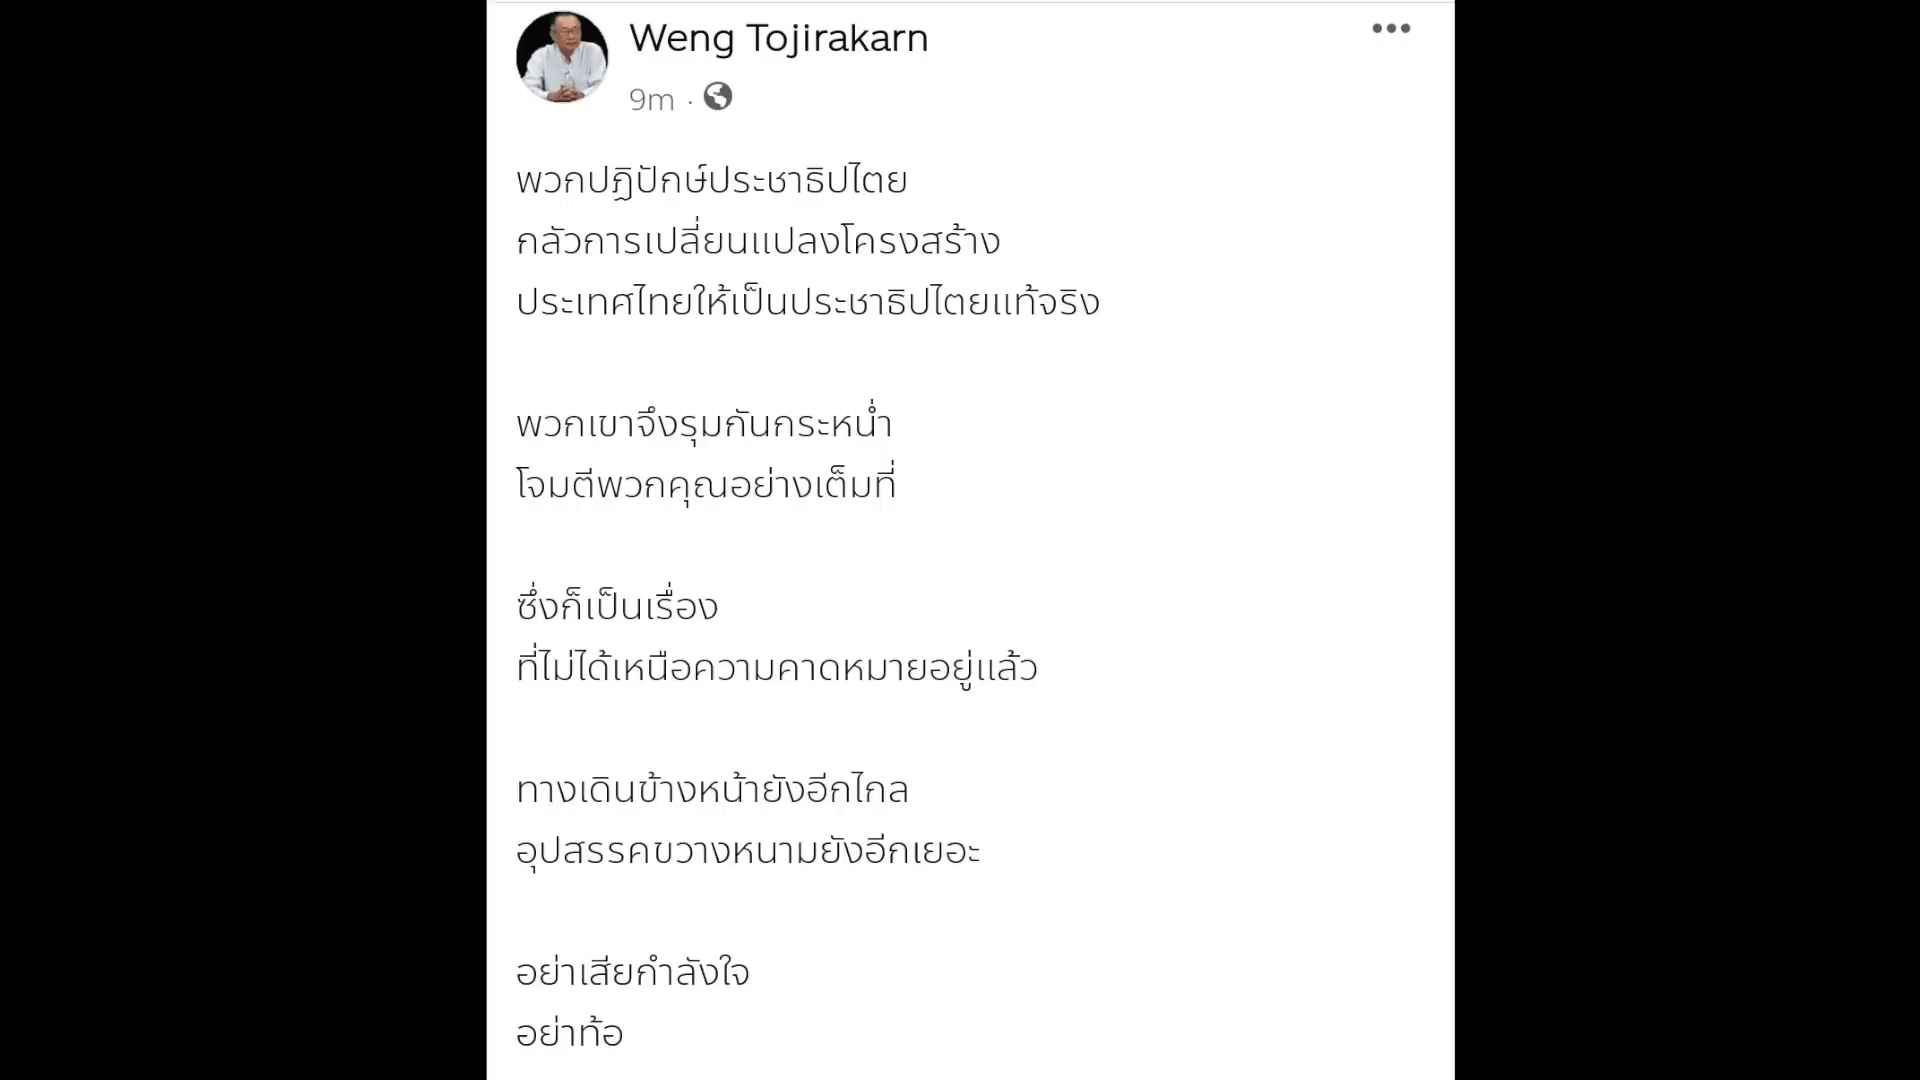 Weng Tojirakarn
9m ·
พวกปฏิปักษ์ประชาธิปไตย
กลัวการเปลี่ยนแปลงโครงสร้าง
ประเทศไทยให้เป็นประชาธิปไตยแท้จริง
พวกเขาจึงรุมกันกระหน่ำ
โจมตีพวกคุณอย่างเต็มที่
ซึ่งก็เป็นเรื่อง
ที่ไม่ได้เหนือความคาดหมายอยู่แล้ว
ทางเดินข้างหน้ายังอีกไกล
อุปสรรคขวางหนามยังอีกเยอะ
อย่าเสียกำลังใจ
อย่าท้อ